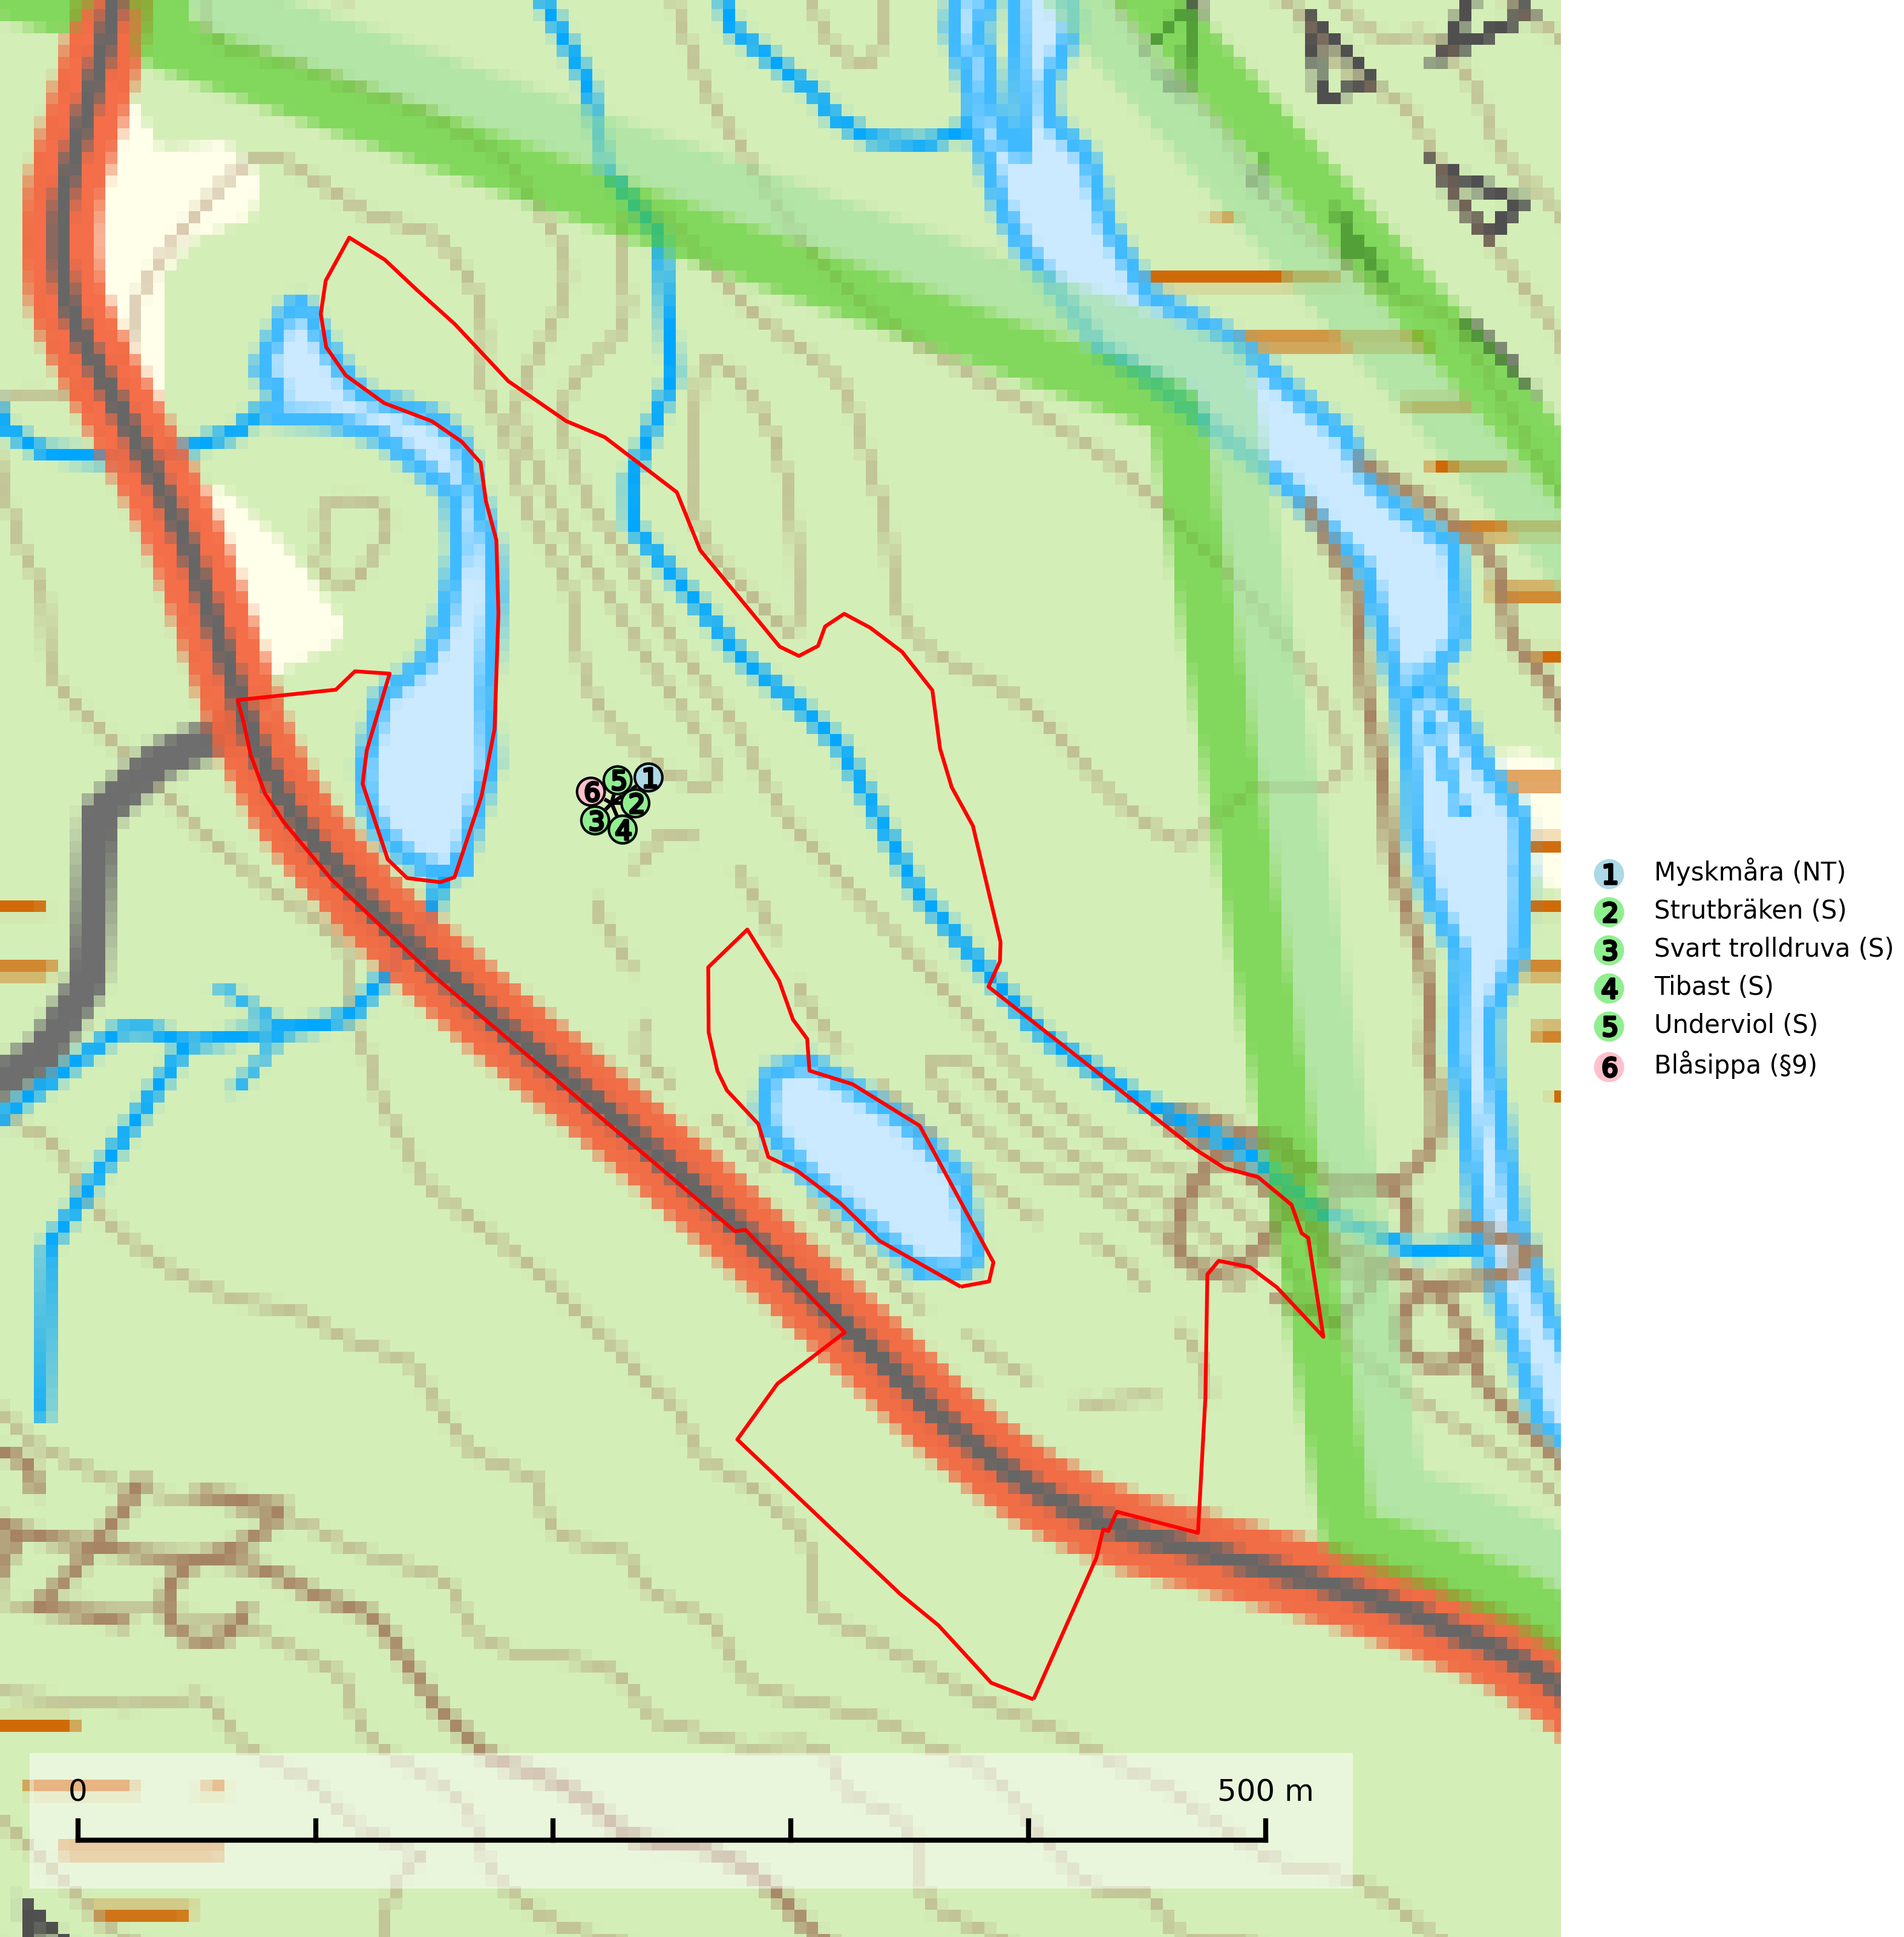 5 1
6 2
3 4
1 Myskmåra (NT)
2 Strutbräken (S)
3 Svart trolldruva (S)
4 Tibast (S)
5 Underviol (S)
6 Blåsippa (§9)
0 500 m